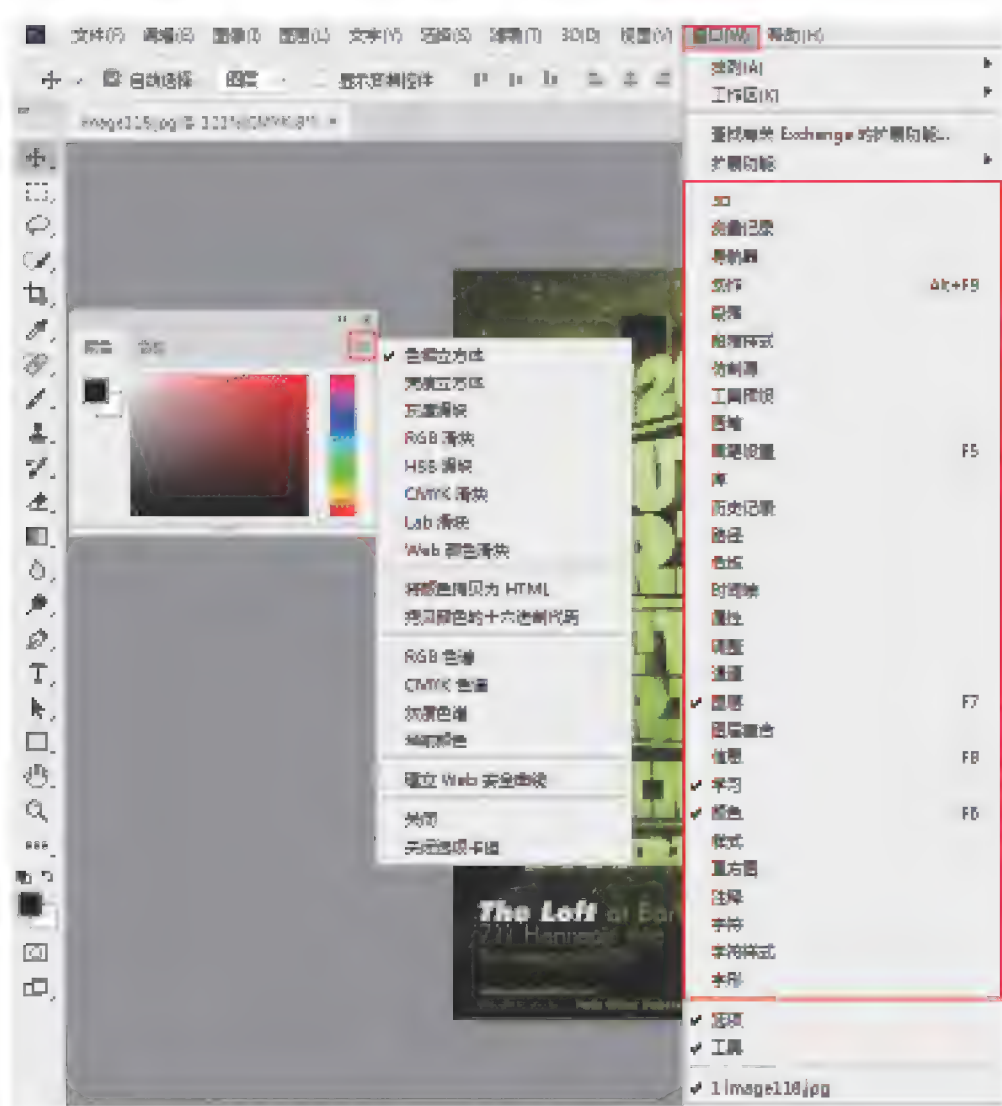 文件(F) 编辑(E) 图像(I) 图层(L) 文字(Y) 选择(S) 滤镜(T) 3D(D) 视图(V) 窗口(W) 帮助(H)
自动选择: 图层 显示变换控件
image118.jpg @
颜色 色板
色相立方体
亮度立方体
灰度滑块
RGB 滑块
HSB 滑块
CMYK 滑块
Lab 滑块
Web 颜色滑块
将颜色拷贝为 HTML
拷贝颜色的十六进制代码
RGB 色谱
CMYK 色谱
灰度色谱
当前颜色
建立 Web 安全曲线
关闭
关闭选项卡组
The Loft at Bar
711 Hennepin
排列(A)
工作区(K)
查找有关 Exchange 的扩展功能...
扩展功能
3D
测量记录
导航器
动作 Alt+F9
段落
段落样式
仿制源
工具预设
画笔
画笔设置 F5
库
历史记录
路径
色板
时间轴
属性
调整
通道
图层 F7
图层复合
信息 F8
学习
颜色 F6
样式
直方图
注释
字符
字符样式
字形
选项
工具
1 image118.jpg